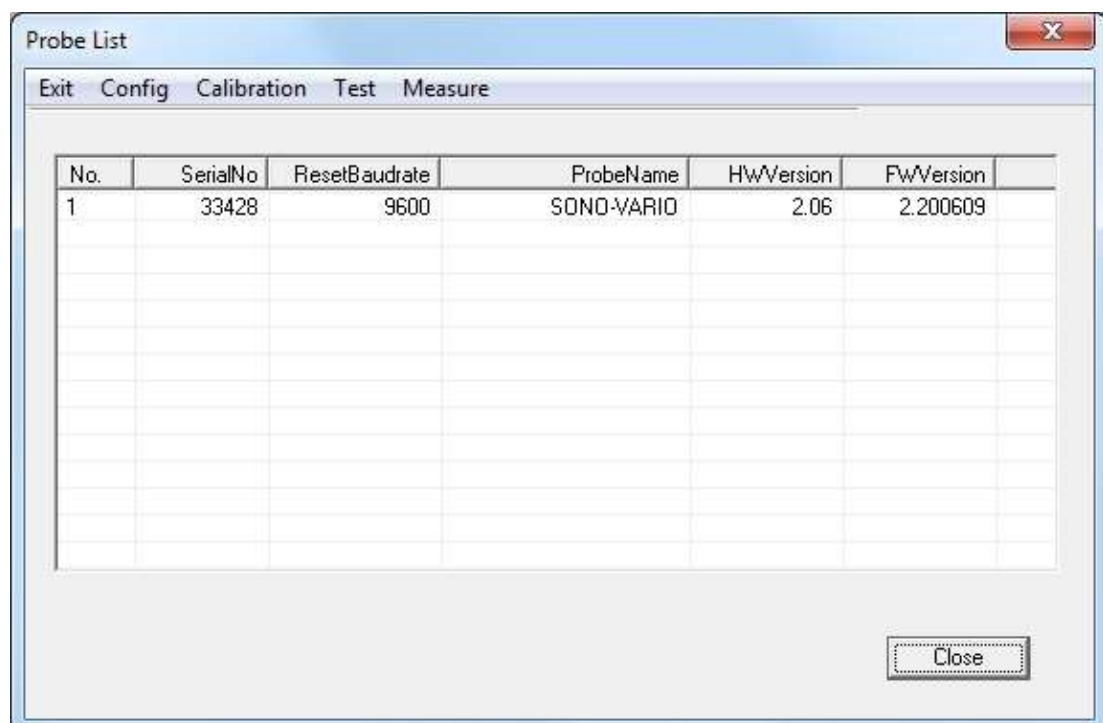 Probe List
Exit Config Calibration Test Measure
No. SerialNo ResetBaudrate ProbeName HWVersion FWVersion
1 33428 9600 SONO-VARIO 2.06 2.200609
Close